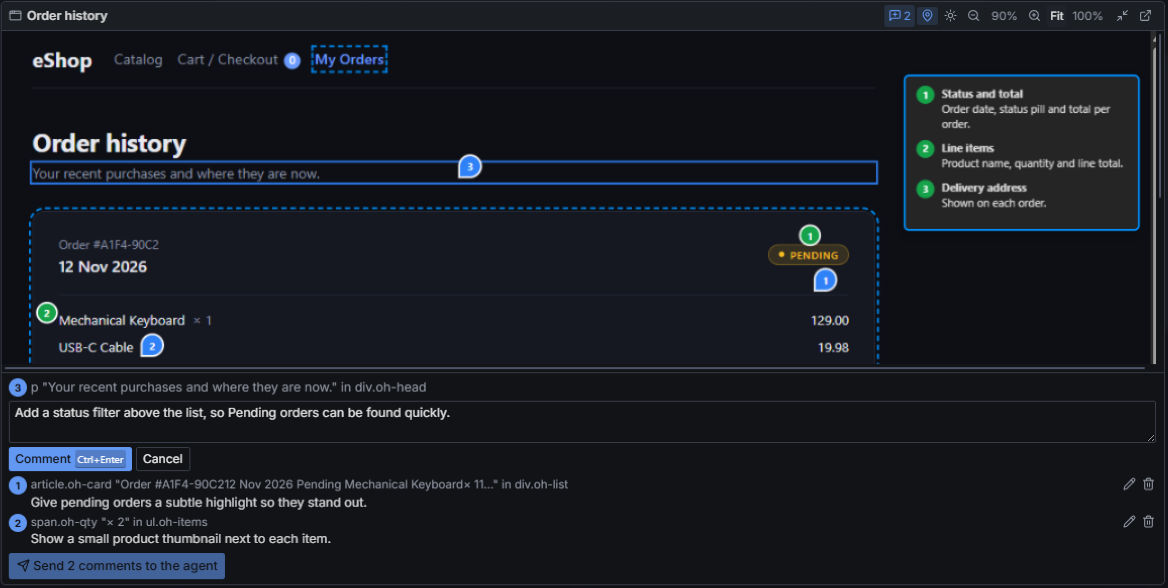 Order history
2
90%
Fit
100%
eShop
Catalog
Cart / Checkout 0
My Orders
1 Status and total
Order date, status pill and total per
order.
2 Line items
Product name, quantity and line total.
3 Delivery address
Shown on each order.
Order history
Your recent purchases and where they are now.
3
Order #A1F4-90C2
12 Nov 2026
1
PENDING
1
2
Mechanical Keyboard × 1
129.00
USB-C Cable
2
19.98
3 p "Your recent purchases and where they are now." in div.oh-head
Add a status filter above the list, so Pending orders can be found quickly.
Comment Ctrl+Enter
Cancel
1 article.oh-card "Order #A1F4-90C212 Nov 2026 Pending Mechanical Keyboard× 11..." in div.oh-list
Give pending orders a subtle highlight so they stand out.
2 span.oh-qty "× 2" in ul.oh-items
Show a small product thumbnail next to each item.
Send 2 comments to the agent